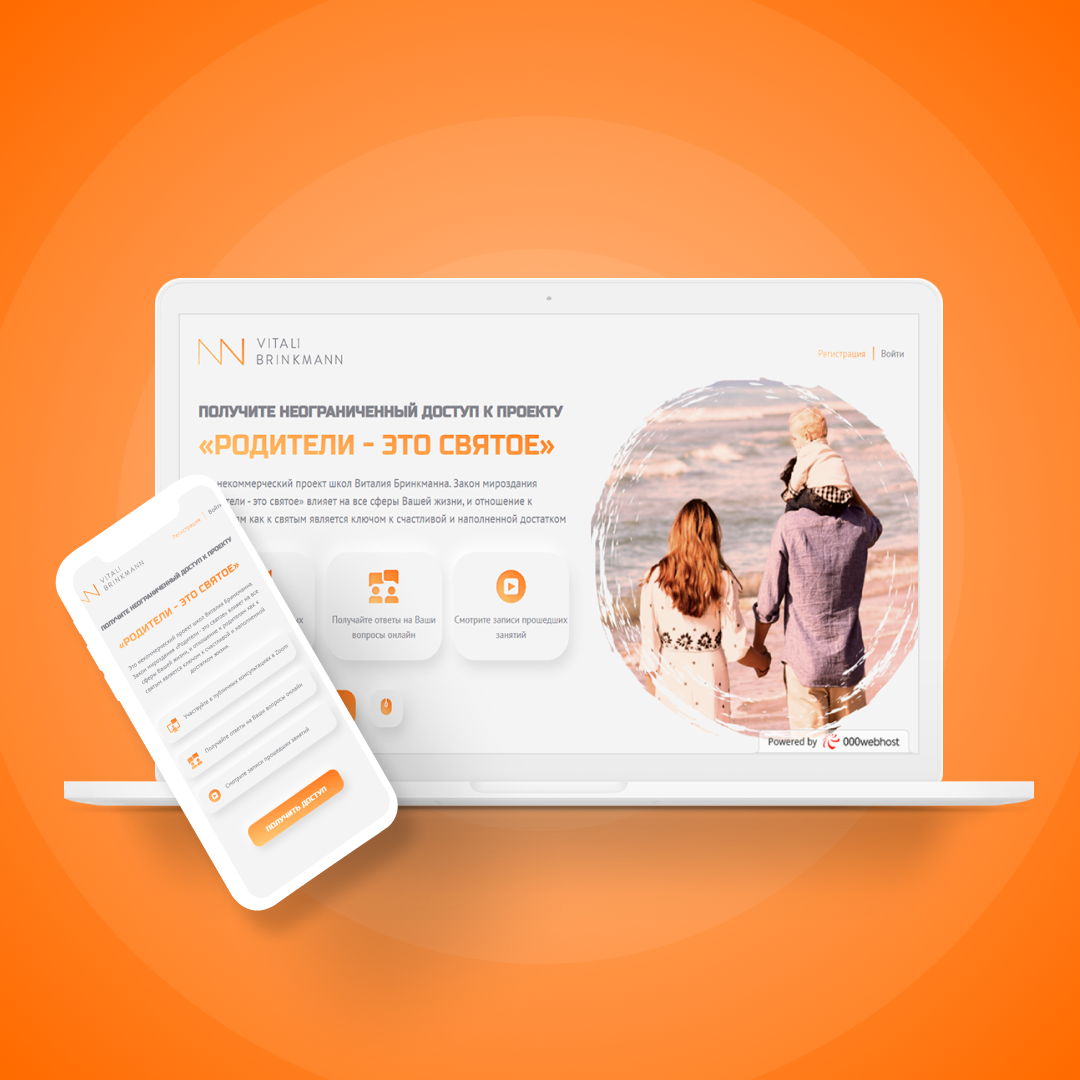 VITALI
BRINKMANN
Регистрация | Войти
ПОЛУЧИТЕ НЕОГРАНИЧЕННЫЙ ДОСТУП К ПРОЕКТУ
«РОДИТЕЛИ - ЭТО СВЯТОЕ»
некоммерческий проект школ Виталия Бринкманна. Закон мироздания
тели - это святое» влияет на все сферы Вашей жизни, и отношение к
как к святым является ключом к счастливой и наполненной достатком
Получайте ответы на Ваши
вопросы онлайн
Смотрите записи прошедших
занятий
Powered by 000webhost
VITALI
BRINKMANN
Регистрация | Войти
ПОЛУЧИТЕ НЕОГРАНИЧЕННЫЙ ДОСТУП К ПРОЕКТУ
«РОДИТЕЛИ - ЭТО СВЯТОЕ»
Это некоммерческий проект школ Виталия Бринкманна.
Закон мироздания «Родители - это святое» влияет на все
сферы Вашей жизни, и отношение к родителям как к
святым является ключом к счастливой и наполненной
достатком жизни.
Участвуйте в публичных консультациях в Zoom
Получайте ответы на Ваши вопросы онлайн
Смотрите записи прошедших занятий
ПОЛУЧИТЬ ДОСТУП